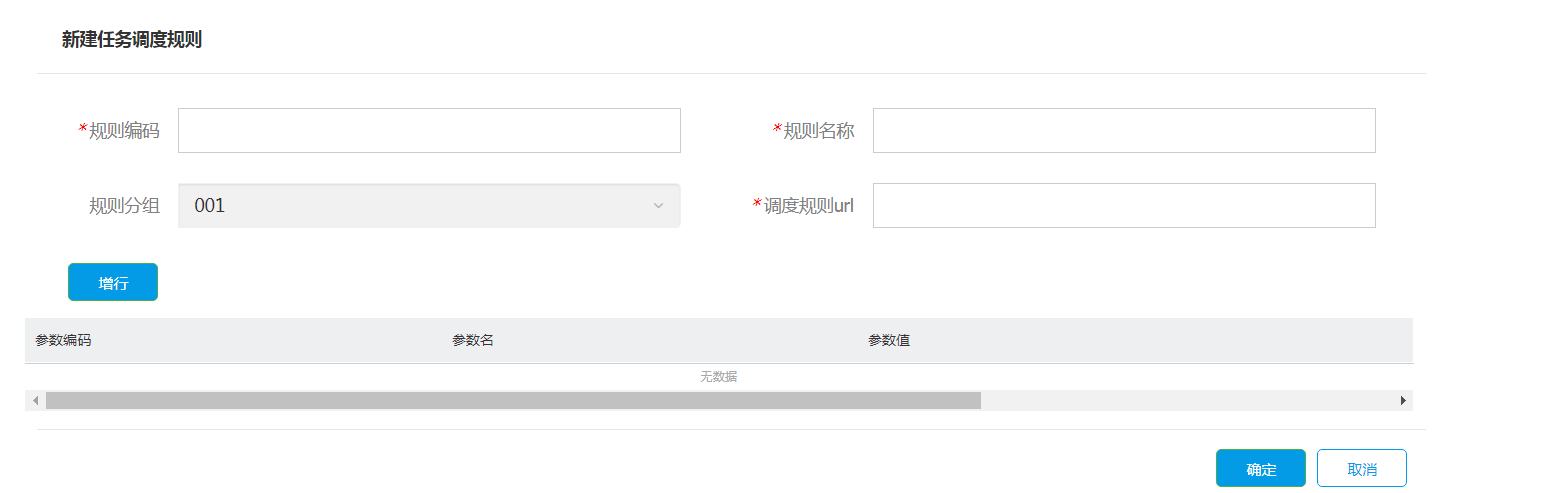 新建任务调度规则
*规则编码 *规则名称
规则分组 001 *调度规则url
增行
参数编码 参数名 参数值
无数据
确定 取消